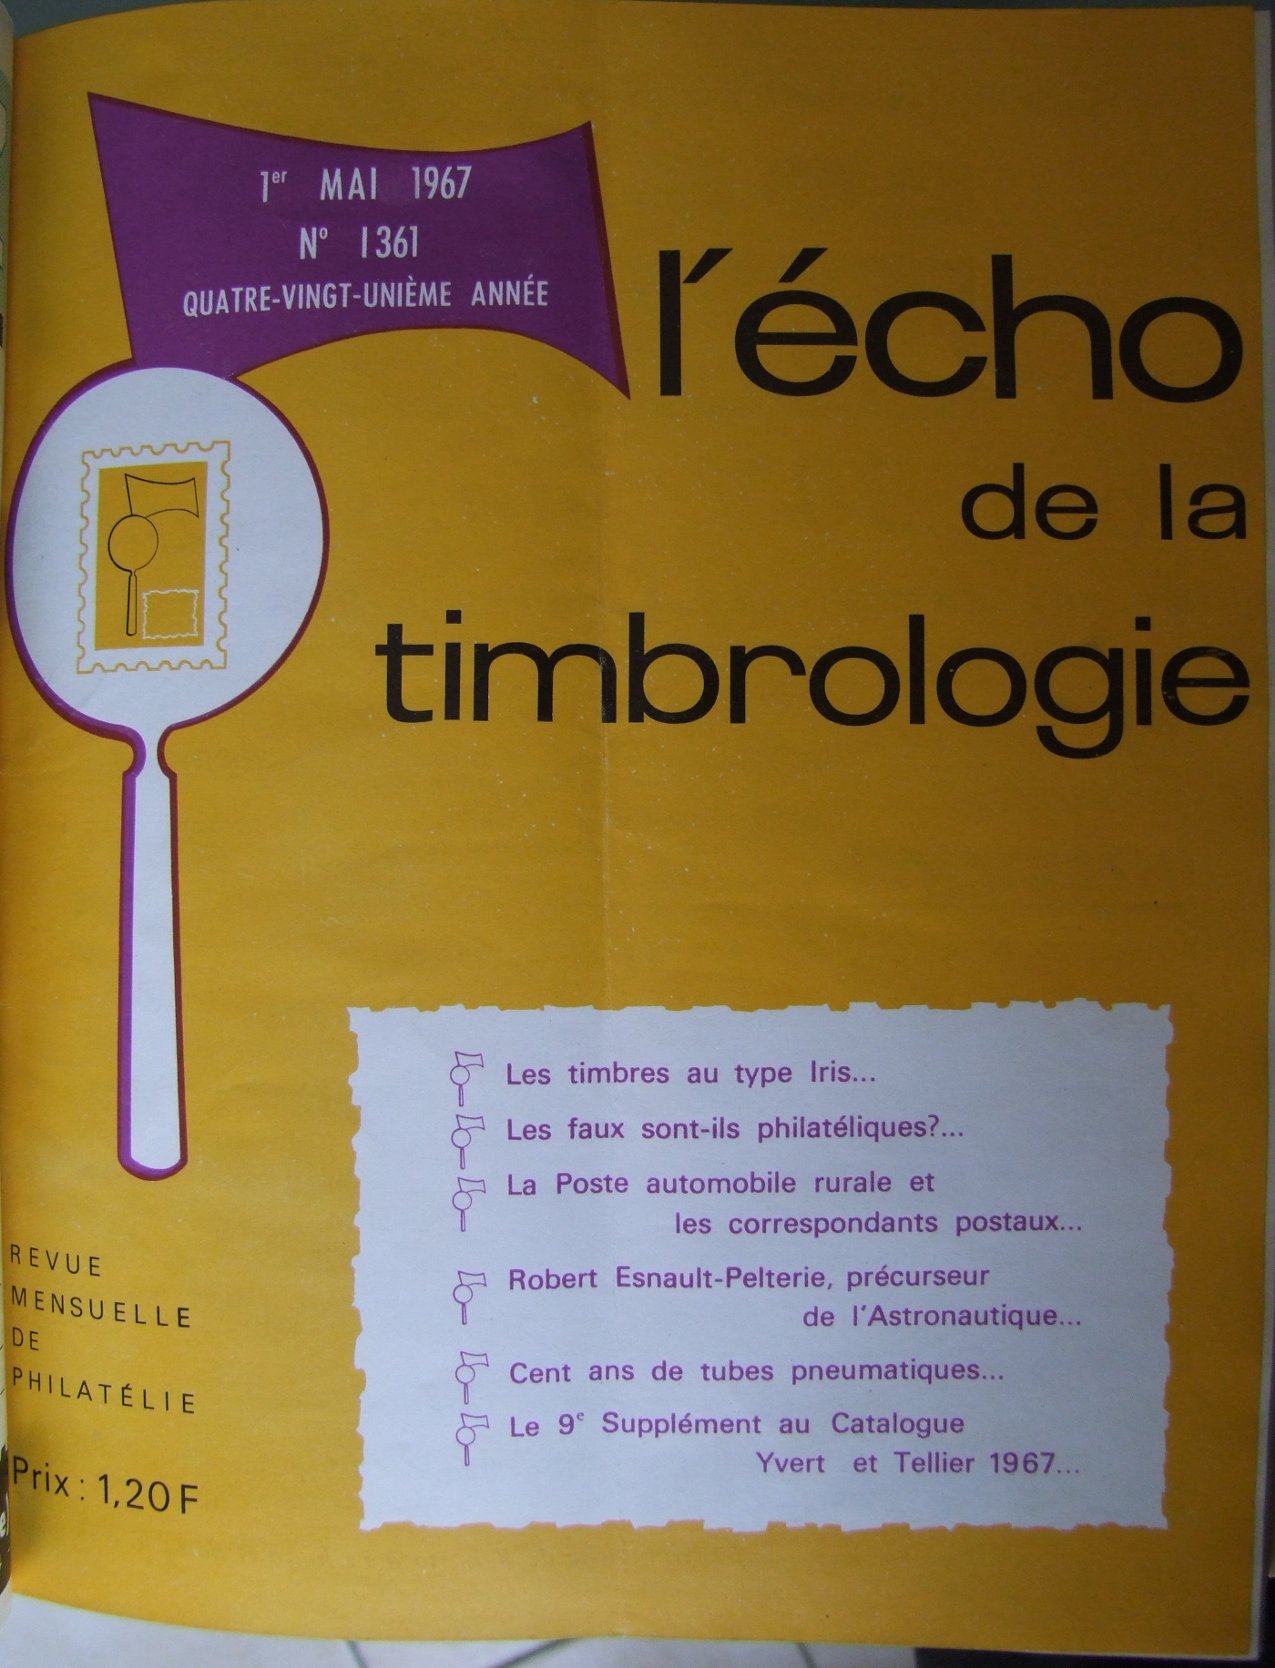 1er MAI 1967
No 1361
QUATRE-VINGT-UNIÈME ANNÉE
l'écho
de la
timbrologie
Les timbres au type Iris...
Les faux sont-ils philatéliques?...
La Poste automobile rurale et
les correspondants postaux...
Robert Esnault-Pelterie, précurseur
de l'Astronautique...
Cent ans de tubes pneumatiques...
Le 9e Supplément au Catalogue
Yvert et Tellier 1967...
REVUE
MENSUELLE
DE
PHILATÉLIE
Prix : 1,20 F